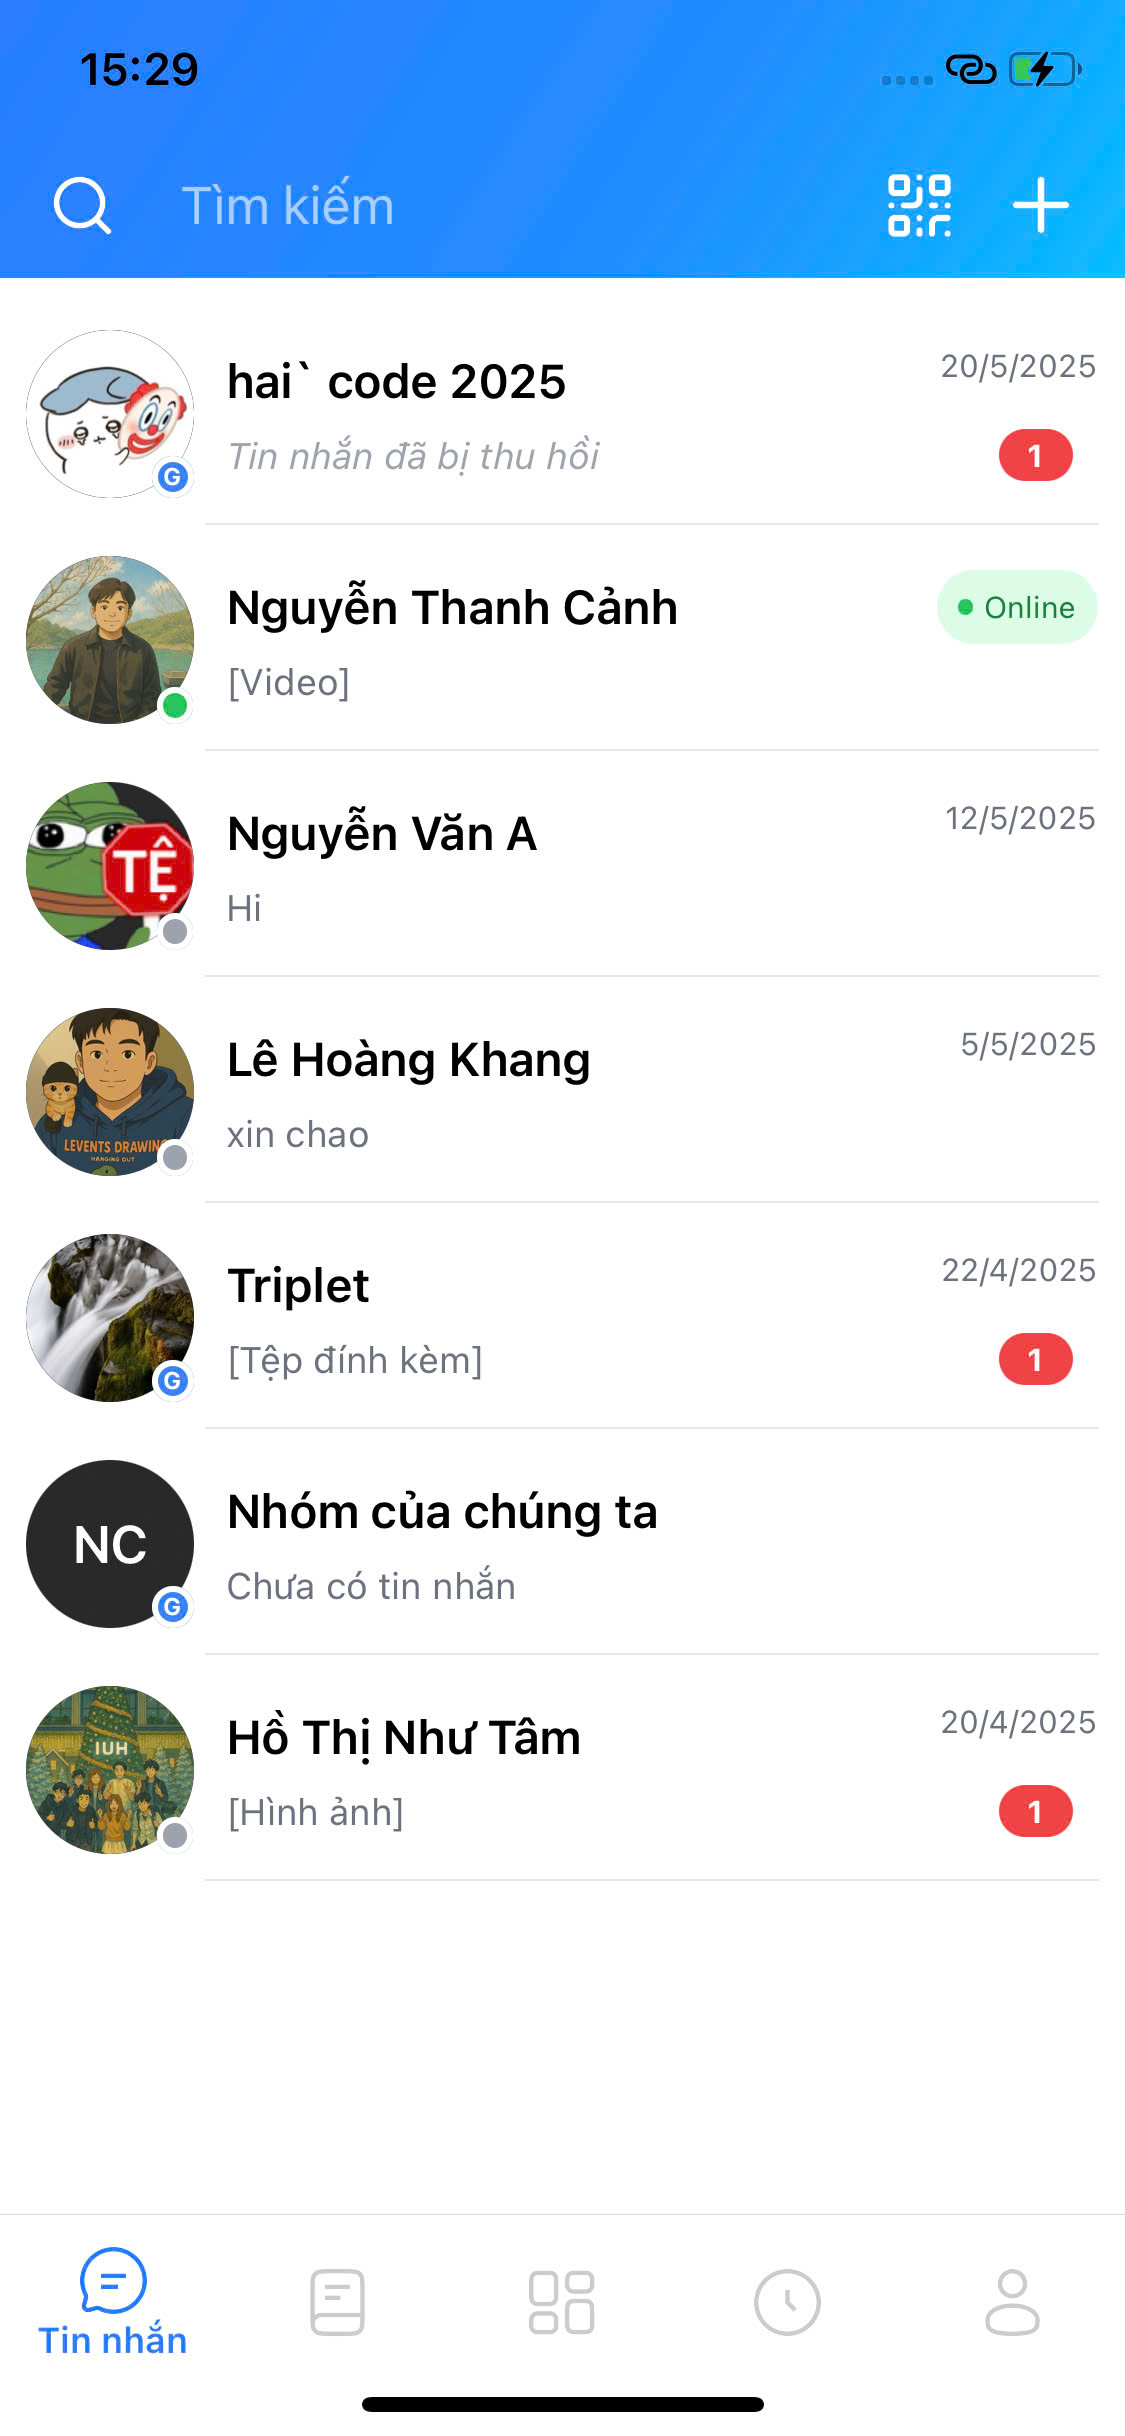 15:29
Tìm kiếm
hai` code 2025
20/5/2025
Tin nhắn đã bị thu hồi
1
G
Nguyễn Thanh Cảnh
Online
[Video]
Nguyễn Văn A
12/5/2025
TỆ
Hi
Lê Hoàng Khang
5/5/2025
xin chao
LEVENTS DRAWING
HANGING OUT
Triplet
22/4/2025
[Tệp đính kèm]
1
G
Nhóm của chúng ta
NC
Chưa có tin nhắn
G
Hồ Thị Như Tâm
20/4/2025
IUH
[Hình ảnh]
1
Tin nhắn